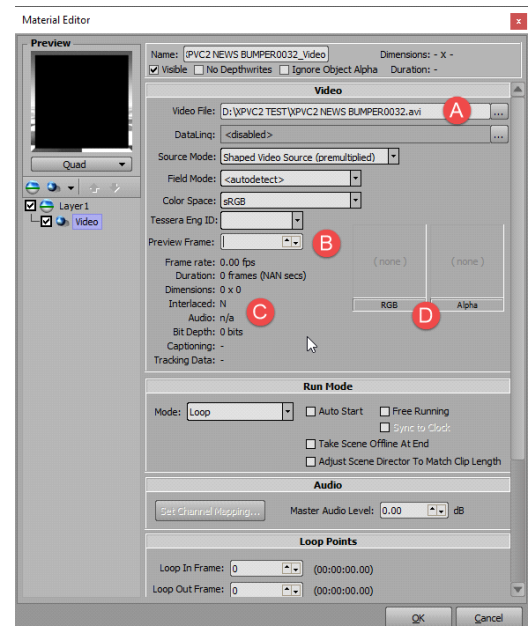 Material Editor
x
Preview
Name: XPVC2 NEWS BUMPER0032_Video Dimensions: - X -
Visible No Depthwrites Ignore Object Alpha Duration: -
Video
Video File: D:\XPVC2 TEST\XPVC2 NEWS BUMPER0032.avi A ...
DataLinq: <disabled> ...
Quad
Source Mode: Shaped Video Source (premultiplied)
Field Mode: <autodetect>
Layer1
Color Space: sRGB
Video
Tessera Eng ID:
Preview Frame: B
(none) (none)
Frame rate: 0.00 fps
Duration: 0 frames (NAN secs)
Dimensions: 0 x 0
Interlaced: N
RGB Alpha
Audio: n/a
C D
Bit Depth: 0 bits
Captioning: -
Tracking Data: -
Run Mode
Mode: Loop Auto Start Free Running
Sync to Clock
Take Scene Offline At End
Adjust Scene Director To Match Clip Length
Audio
Set Channel Mapping... Master Audio Level: 0.00 dB
Loop Points
Loop In Frame: 0 (00:00:00.00)
Loop Out Frame: 0 (00:00:00.00)
OK Cancel